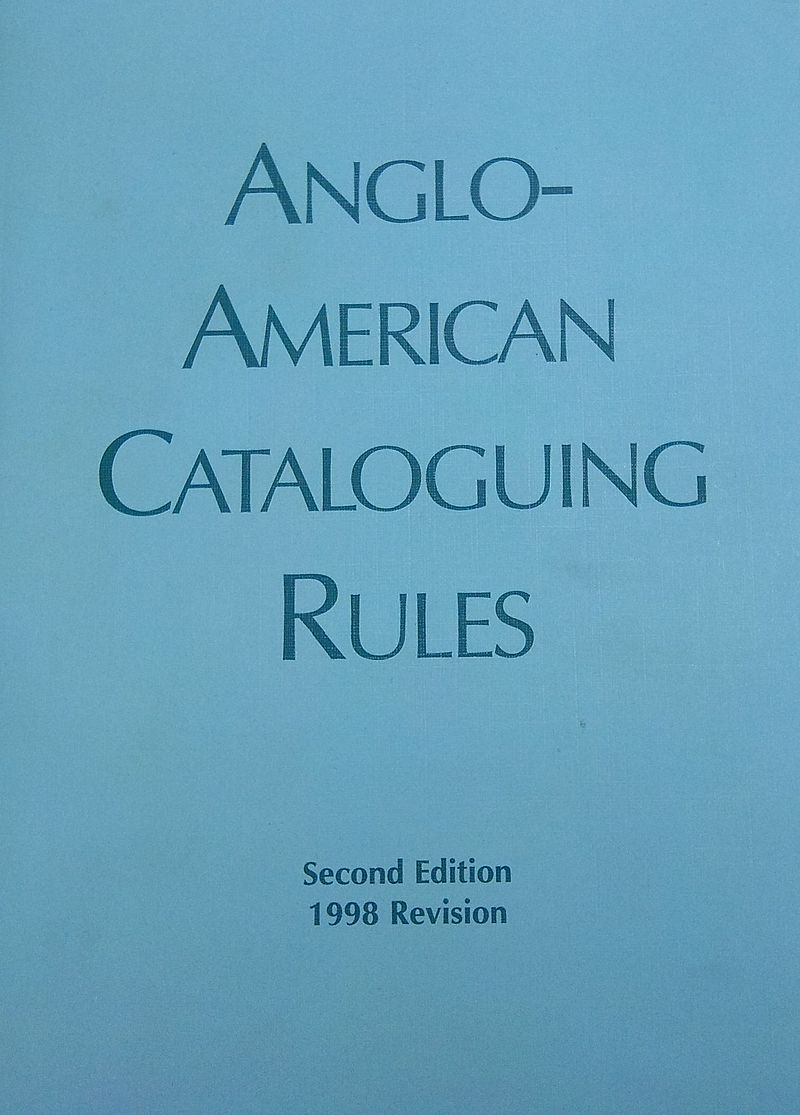 Anglo-
American
Cataloguing
Rules
Second Edition
1998 Revision